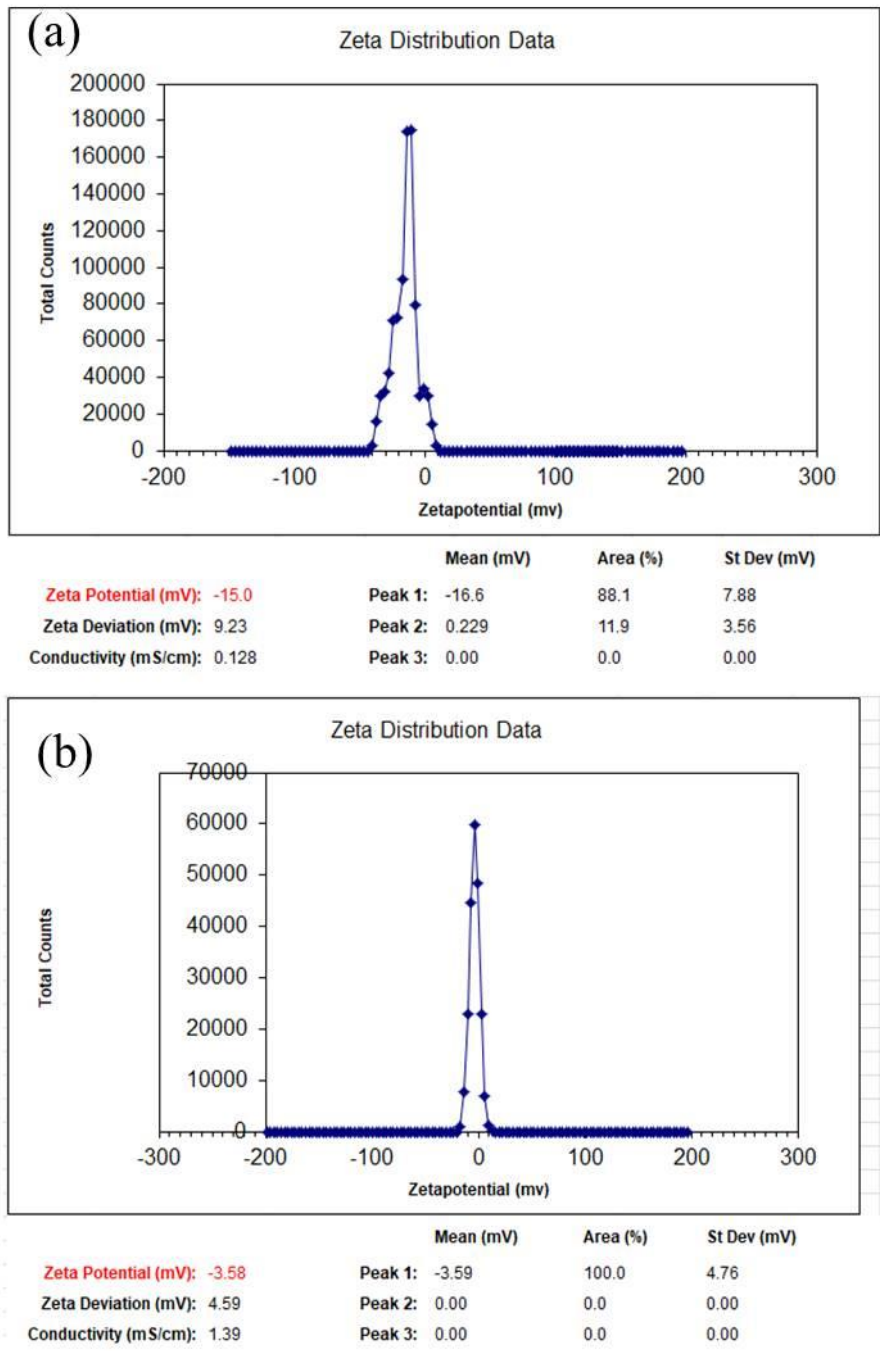 (a)
Zeta Distribution Data
200000
180000
160000
140000
120000
100000
80000
60000
40000
20000
0
-200 -100 0 100 200 300
Total Counts
Zetapotential (mv)
Mean (mV) Area (%) St Dev (mV)
Zeta Potential (mV): -15.0 Peak 1: -16.6 88.1 7.88
Zeta Deviation (mV): 9.23 Peak 2: 0.229 11.9 3.56
Conductivity (mS/cm): 0.128 Peak 3: 0.00 0.0 0.00
(b)
Zeta Distribution Data
70000
60000
50000
40000
30000
20000
10000
0
-300 -200 -100 0 100 200 300
Total Counts
Zetapotential (mv)
Mean (mV) Area (%) St Dev (mV)
Zeta Potential (mV): -3.58 Peak 1: -3.59 100.0 4.76
Zeta Deviation (mV): 4.59 Peak 2: 0.00 0.0 0.00
Conductivity (mS/cm): 1.39 Peak 3: 0.00 0.0 0.00